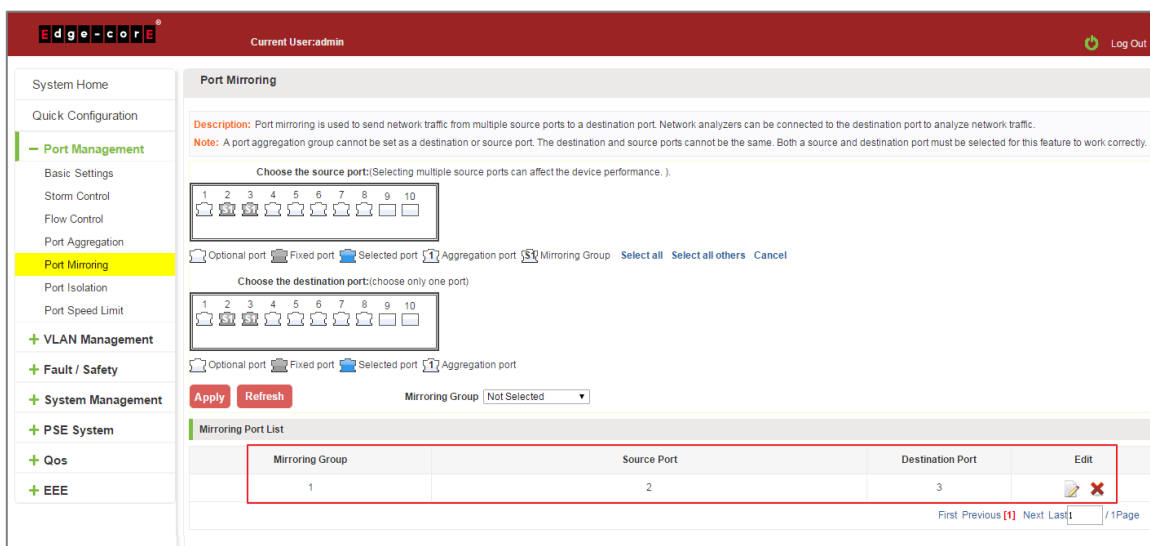 Edge-corE®
Current User:admin
Log Out
System Home
Quick Configuration
Port Management
Basic Settings
Storm Control
Flow Control
Port Aggregation
Port Mirroring
Port Isolation
Port Speed Limit
VLAN Management
Fault / Safety
System Management
PSE System
Qos
EEE
Port Mirroring
Description: Port mirroring is used to send network traffic from multiple source ports to a destination port. Network analyzers can be connected to the destination port to analyze network traffic.
Note: A port aggregation group cannot be set as a destination or source port. The destination and source ports cannot be the same. Both a source and destination port must be selected for this feature to work correctly.
Choose the source port:(Selecting multiple source ports can affect the device performance. ).
1 2 3 4 5 6 7 8 9 10
S1 S1
Optional port Fixed port Selected port 1 Aggregation port S1 Mirroring Group Select all Select all others Cancel
Choose the destination port:(choose only one port)
1 2 3 4 5 6 7 8 9 10
S1 S1
Optional port Fixed port Selected port 1 Aggregation port
Apply Refresh Mirroring Group Not Selected
Mirroring Port List
Mirroring Group Source Port Destination Port Edit
1 2 3
First Previous [1] Next Last 1 / 1Page